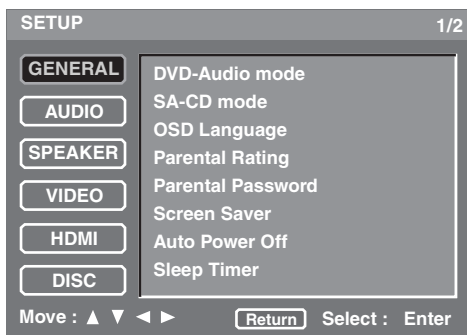 SETUP 1/2
GENERAL
AUDIO
SPEAKER
VIDEO
HDMI
DISC
DVD-Audio mode
SA-CD mode
OSD Language
Parental Rating
Parental Password
Screen Saver
Auto Power Off
Sleep Timer
Move : ▲ ▼ ◄ ► Return Select : Enter